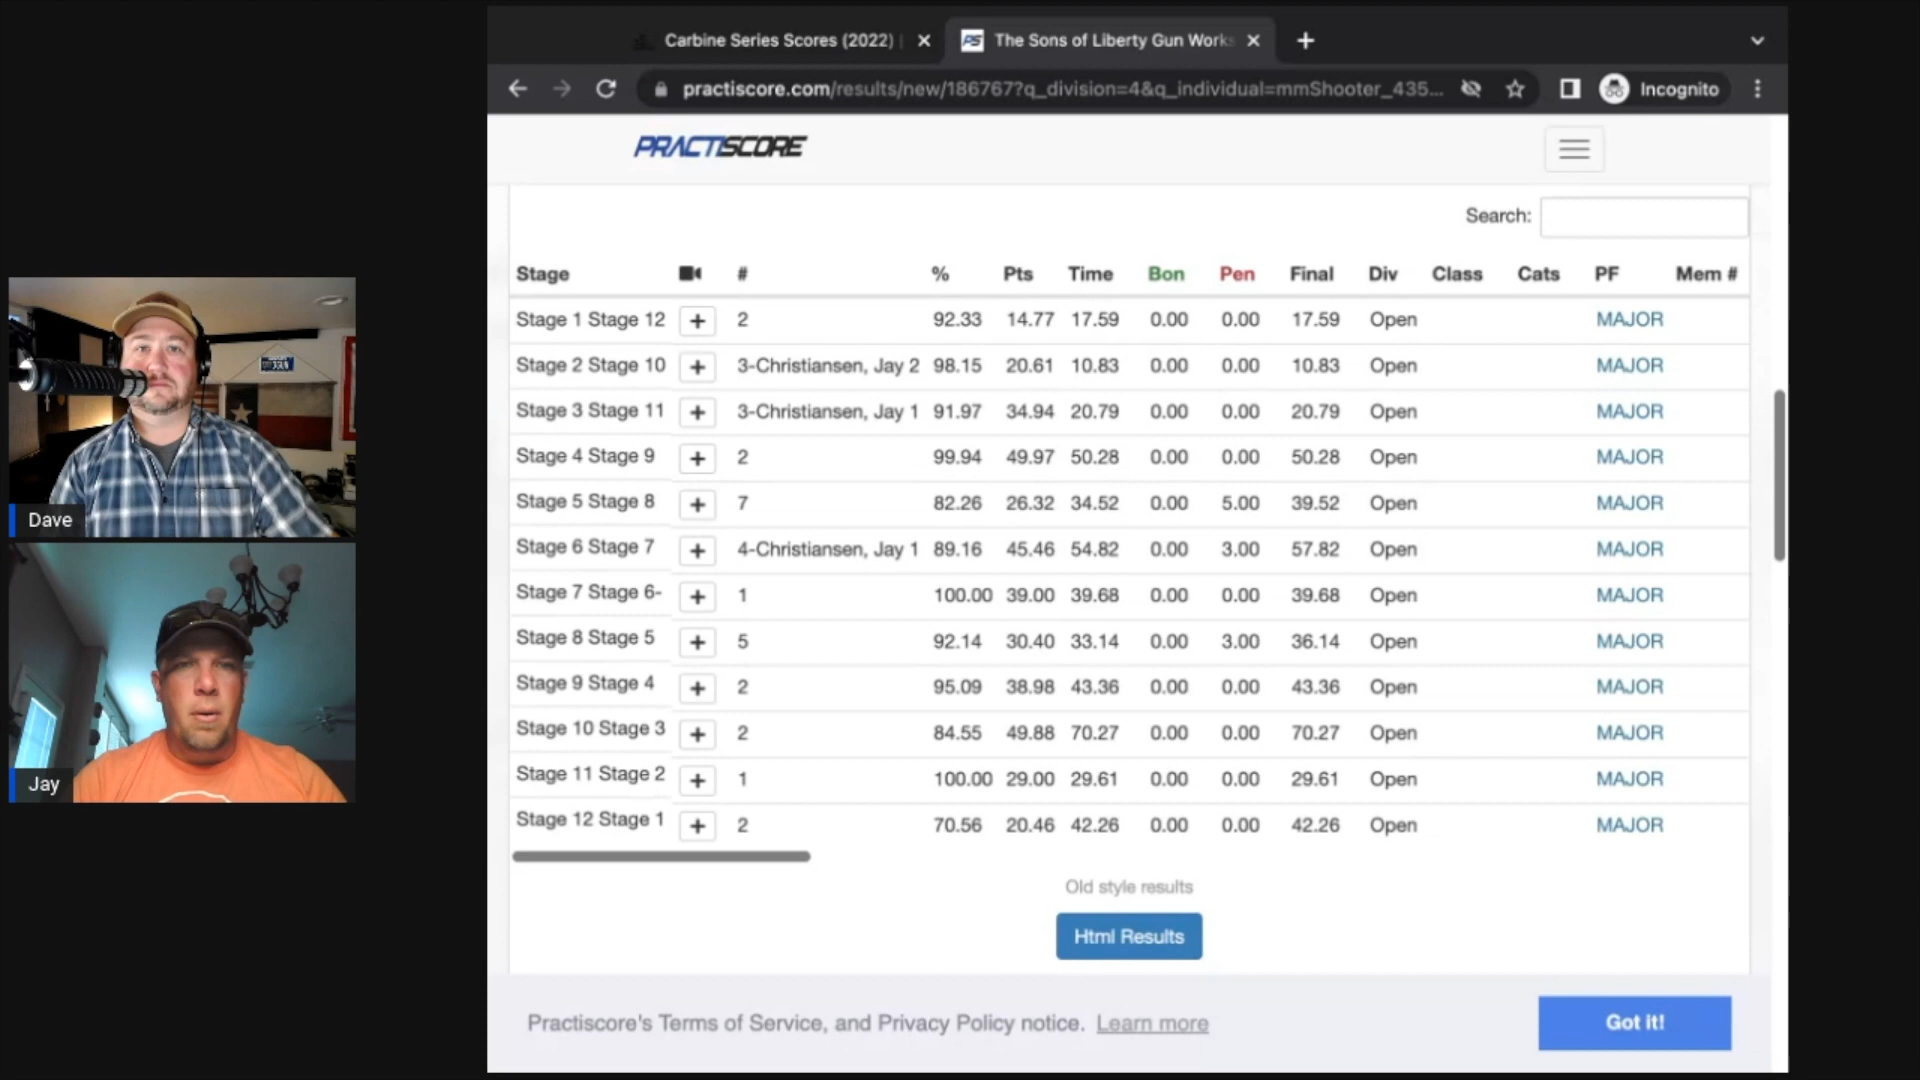 Carbine Series Scores (2022) |
The Sons of Liberty Gun Works
practiscore.com/results/new/186767?q_division=4&q_individual=mmShooter_435...
Incognito
PRACTISCORE
Search:
Stage # % Pts Time Bon Pen Final Div Class Cats PF Mem #
Stage 1 Stage 12 + 2 92.33 14.77 17.59 0.00 0.00 17.59 Open MAJOR
Stage 2 Stage 10 + 3-Christiansen, Jay 2 98.15 20.61 10.83 0.00 0.00 10.83 Open MAJOR
Stage 3 Stage 11 + 3-Christiansen, Jay 1 91.97 34.94 20.79 0.00 0.00 20.79 Open MAJOR
Stage 4 Stage 9 + 2 99.94 49.97 50.28 0.00 0.00 50.28 Open MAJOR
Stage 5 Stage 8 + 7 82.26 26.32 34.52 0.00 5.00 39.52 Open MAJOR
Stage 6 Stage 7 + 4-Christiansen, Jay 1 89.16 45.46 54.82 0.00 3.00 57.82 Open MAJOR
Stage 7 Stage 6- + 1 100.00 39.00 39.68 0.00 0.00 39.68 Open MAJOR
Stage 8 Stage 5 + 5 92.14 30.40 33.14 0.00 3.00 36.14 Open MAJOR
Stage 9 Stage 4 + 2 95.09 38.98 43.36 0.00 0.00 43.36 Open MAJOR
Stage 10 Stage 3 + 2 84.55 49.88 70.27 0.00 0.00 70.27 Open MAJOR
Stage 11 Stage 2 + 1 100.00 29.00 29.61 0.00 0.00 29.61 Open MAJOR
Stage 12 Stage 1 + 2 70.56 20.46 42.26 0.00 0.00 42.26 Open MAJOR
Old style results
Html Results
Practiscore's Terms of Service, and Privacy Policy notice. Learn more
Got it!
Dave
Jay